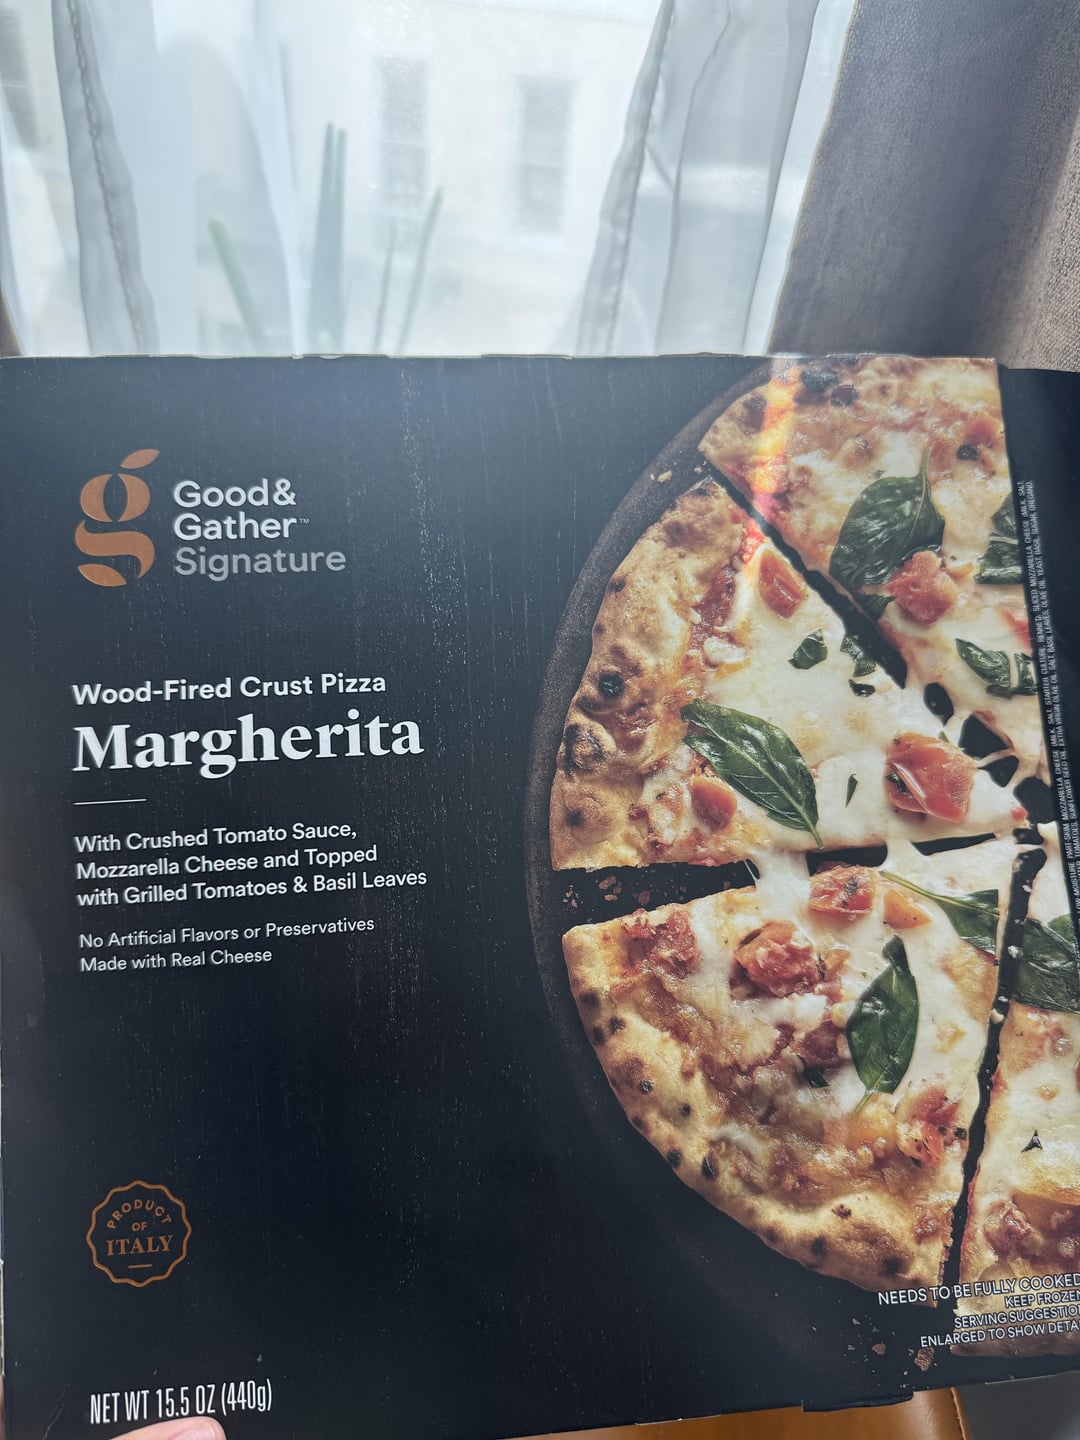 Good &
Gather™
Signature
Wood-Fired Crust Pizza
Margherita
With Crushed Tomato Sauce,
Mozzarella Cheese and Topped
with Grilled Tomatoes & Basil Leaves
No Artificial Flavors or Preservatives
Made with Real Cheese
PRODUCT
OF
ITALY
NET WT 15.5 OZ (440g)
NEEDS TO BE FULLY COOKED
KEEP FROZEN
SERVING SUGGESTIO
ENLARGED TO SHOW DETA